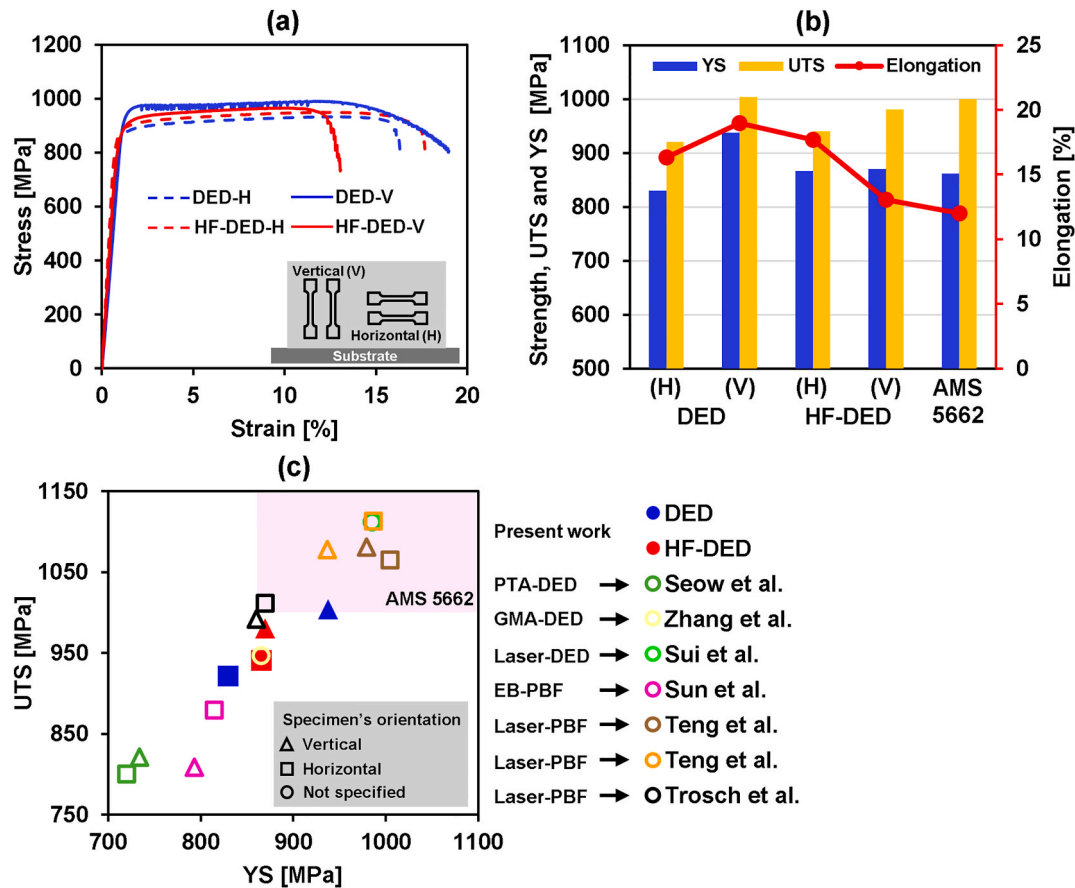 (a)
1200
1000
800
600
400
200
0
Stress [MPa]
DED-H
DED-V
HF-DED-H
HF-DED-V
Vertical (V)
Horizontal (H)
Substrate
0
5
10
15
20
Strain [%]
(b)
1100
1000
900
800
700
600
500
Strength, UTS and YS [MPa]
YS
UTS
Elongation
25
20
15
10
5
0
Elongation [%]
(H)
(V)
(H)
(V)
AMS
5662
DED
HF-DED
(c)
1150
1050
950
850
750
UTS [MPa]
AMS 5662
Specimen's orientation
Vertical
Horizontal
Not specified
700
800
900
1000
1100
YS [MPa]
Present work
DED
HF-DED
PTA-DED
Seow et al.
GMA-DED
Zhang et al.
Laser-DED
Sui et al.
EB-PBF
Sun et al.
Laser-PBF
Teng et al.
Laser-PBF
Teng et al.
Laser-PBF
Trosch et al.